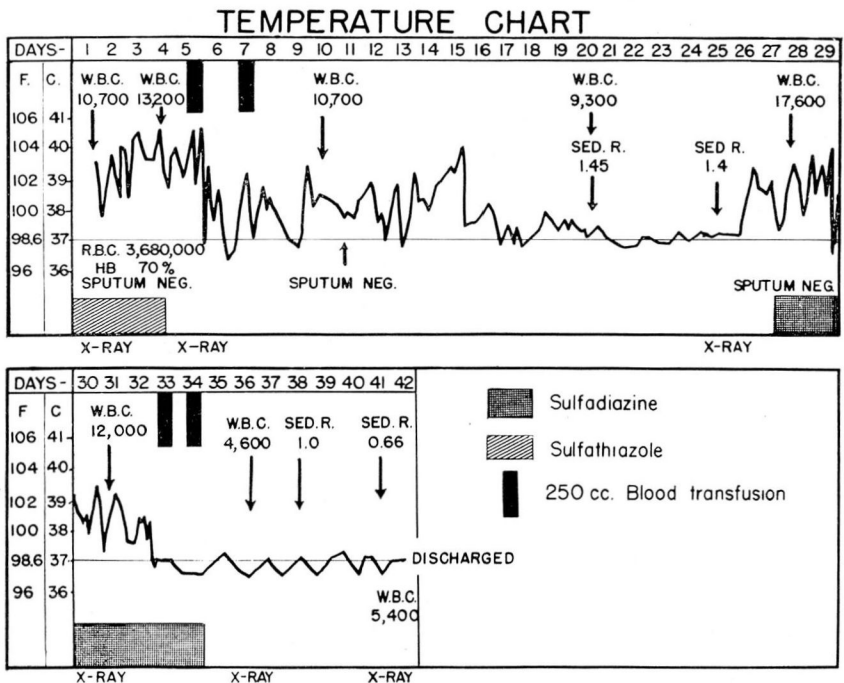 TEMPERATURE CHART
DAYS- 1 2 3 4 5 6 7 8 9 10 11 12 13 14 15 16 17 18 19 20 21 22 23 24 25 26 27 28 29
F. C. W.B.C. W.B.C. W.B.C. W.B.C. W.B.C.
10,700 13,200 10,700 9,300 17,600
106 41
104 40 SED. R. SED R.
1.45 1.4
102 39
100 38
98.6 37
R.B.C. 3,680,000
96 36 HB 70%
SPUTUM NEG. SPUTUM NEG. SPUTUM NEG.
X-RAY X-RAY X-RAY
DAYS- 30 31 32 33 34 35 36 37 38 39 40 41 42
F C W.B.C. W.B.C. SED. R. SED. R.
106 41 12,000 4,600 1.0 0.66
104 40
102 39
100 38
98.6 37 DISCHARGED
96 36 W.B.C.
5,400
X-RAY X-RAY X-RAY
Sulfadiazine
Sulfathiazole
250 cc. Blood transfusion